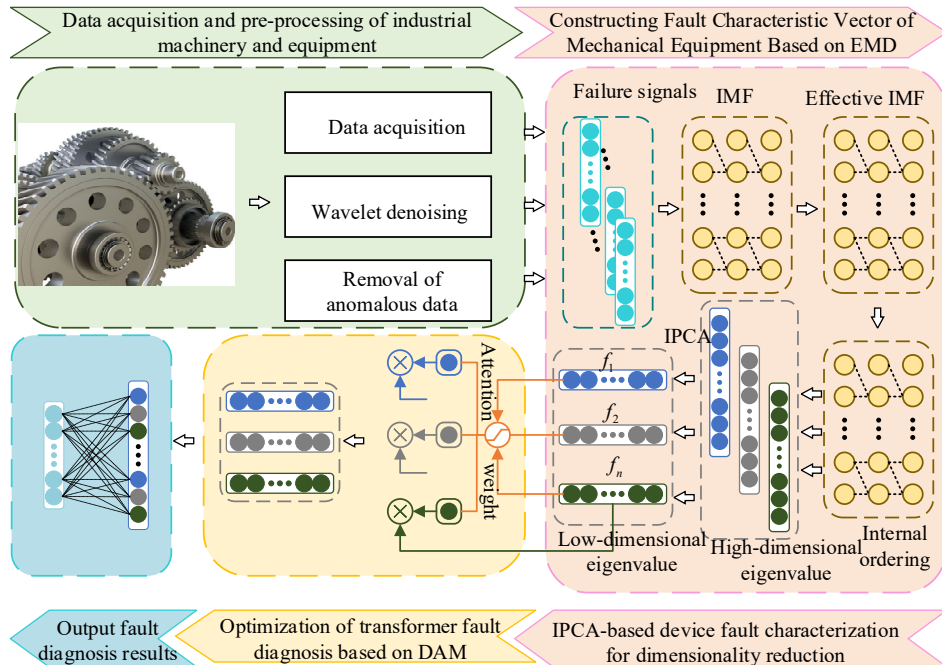 Data acquisition and pre-processing of industrial
machinery and equipment
Constructing Fault Characteristic Vector of
Mechanical Equipment Based on EMD
Data acquisition
Wavelet denoising
Removal of
anomalous data
Failure signals
IMF
Effective IMF
IPCA
Attention
weight
f1
f2
fn
Low-dimensional
eigenvalue
High-dimensional
eigenvalue
Internal
ordering
Output fault
diagnosis results
Optimization of transformer fault
diagnosis based on DAM
IPCA-based device fault characterization
for dimensionality reduction